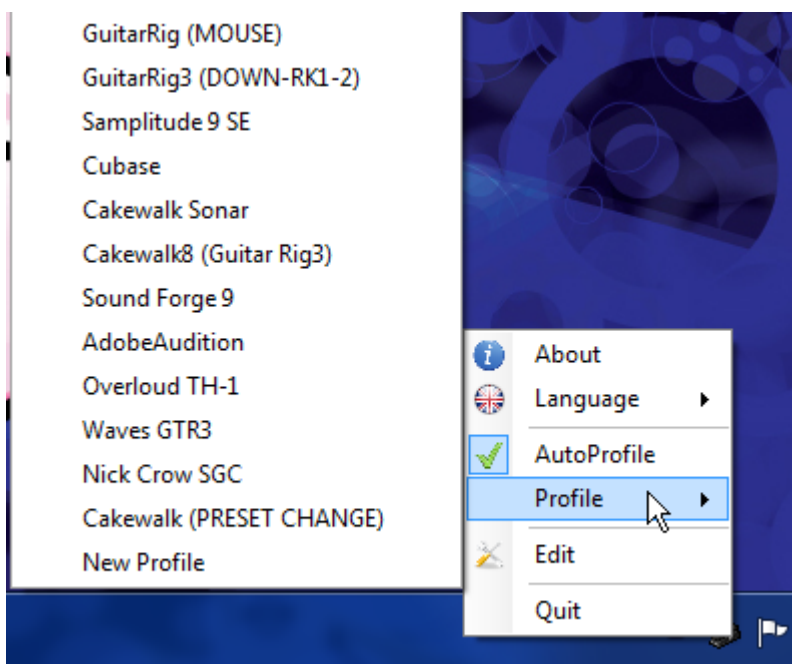 GuitarRig (MOUSE)
GuitarRig3 (DOWN-RK1-2)
Samplitude 9 SE
Cubase
Cakewalk Sonar
Cakewalk8 (Guitar Rig3)
Sound Forge 9
AdobeAudition
Overloud TH-1
Waves GTR3
Nick Crow SGC
Cakewalk (PRESET CHANGE)
New Profile
About
Language
AutoProfile
Profile
Edit
Quit